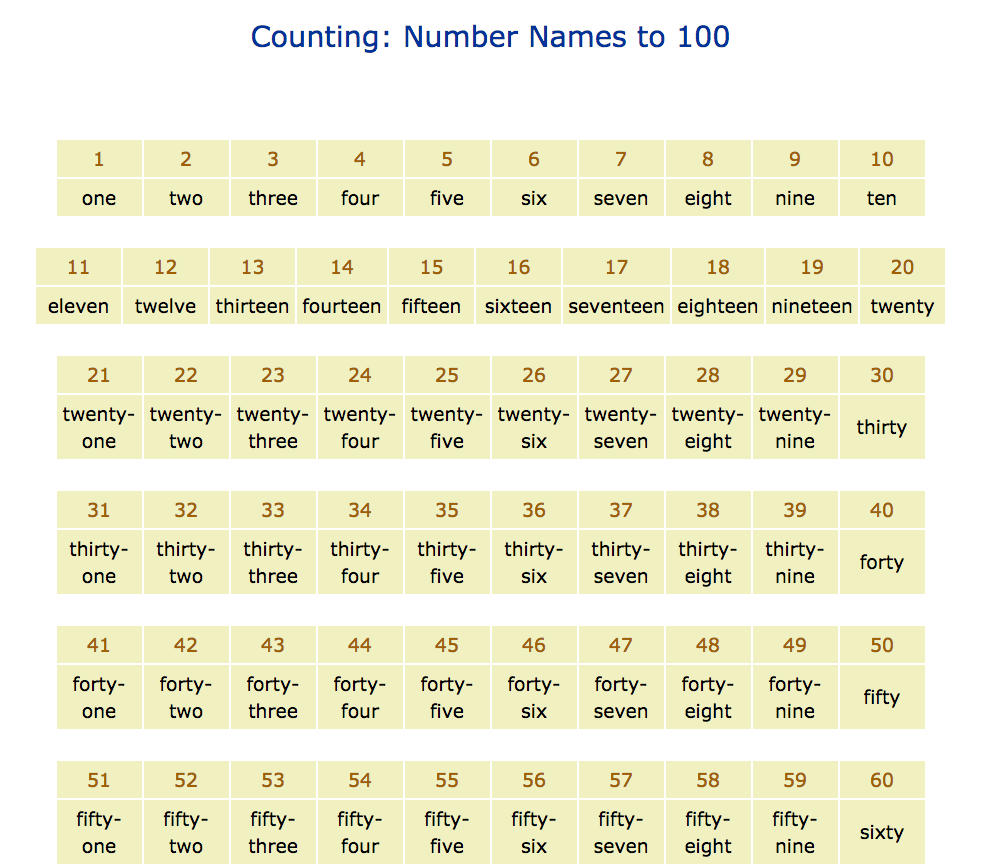 Counting: Number Names to 100
1 2 3 4 5 6 7 8 9 10
one two three four five six seven eight nine ten
11 12 13 14 15 16 17 18 19 20
eleven twelve thirteen fourteen fifteen sixteen seventeen eighteen nineteen twenty
21 22 23 24 25 26 27 28 29 30
twenty- twenty- twenty- twenty- twenty- twenty- twenty- twenty- twenty- thirty
one two three four five six seven eight nine
31 32 33 34 35 36 37 38 39 40
thirty- thirty- thirty- thirty- thirty- thirty- thirty- thirty- thirty- forty
one two three four five six seven eight nine
41 42 43 44 45 46 47 48 49 50
forty- forty- forty- forty- forty- forty- forty- forty- forty- fifty
one two three four five six seven eight nine
51 52 53 54 55 56 57 58 59 60
fifty- fifty- fifty- fifty- fifty- fifty- fifty- fifty- fifty- sixty
one two three four five six seven eight nine